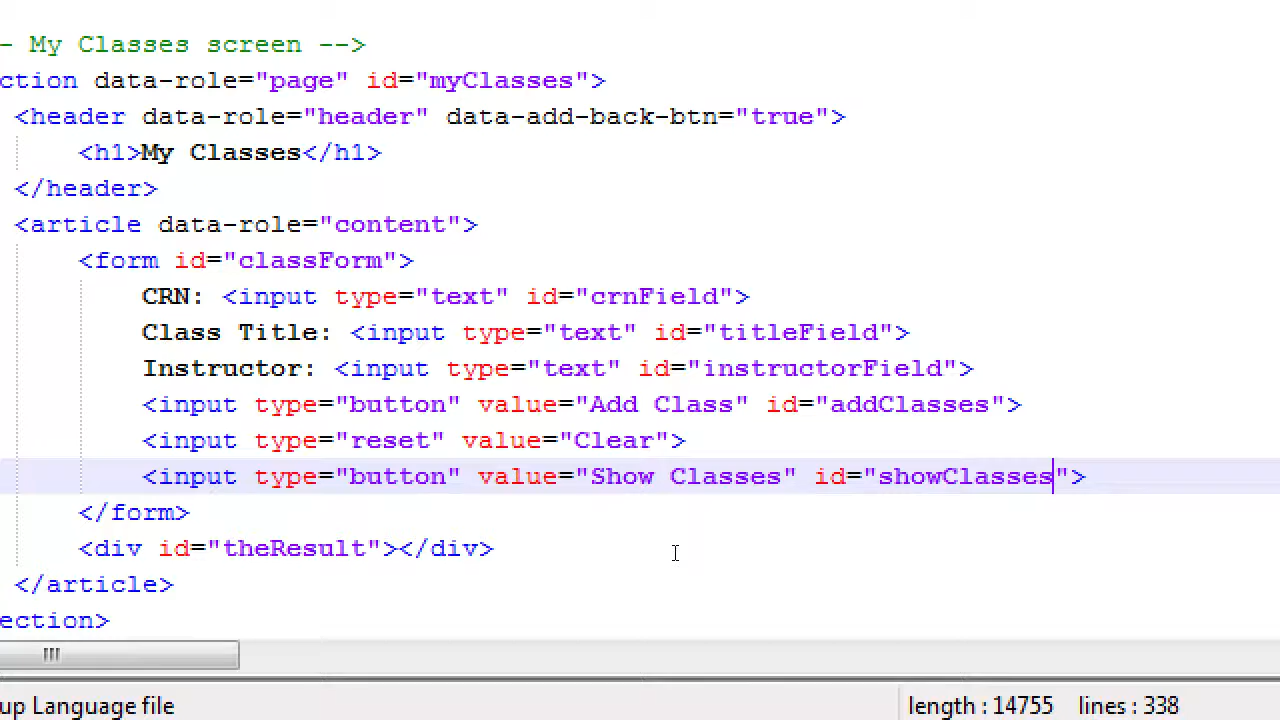 - My Classes screen -->
ction data-role="page" id="myClasses">
<header data-role="header" data-add-back-btn="true">
<h1>My Classes</h1>
</header>
<article data-role="content">
<form id="classForm">
CRN: <input type="text" id="crnField">
Class Title: <input type="text" id="titleField">
Instructor: <input type="text" id="instructorField">
<input type="button" value="Add Class" id="addClasses">
<input type="reset" value="Clear">
<input type="button" value="Show Classes" id="showClasses">
</form>
<div id="theResult"></div>
</article>
ection>
up Language file length : 14755 lines : 338